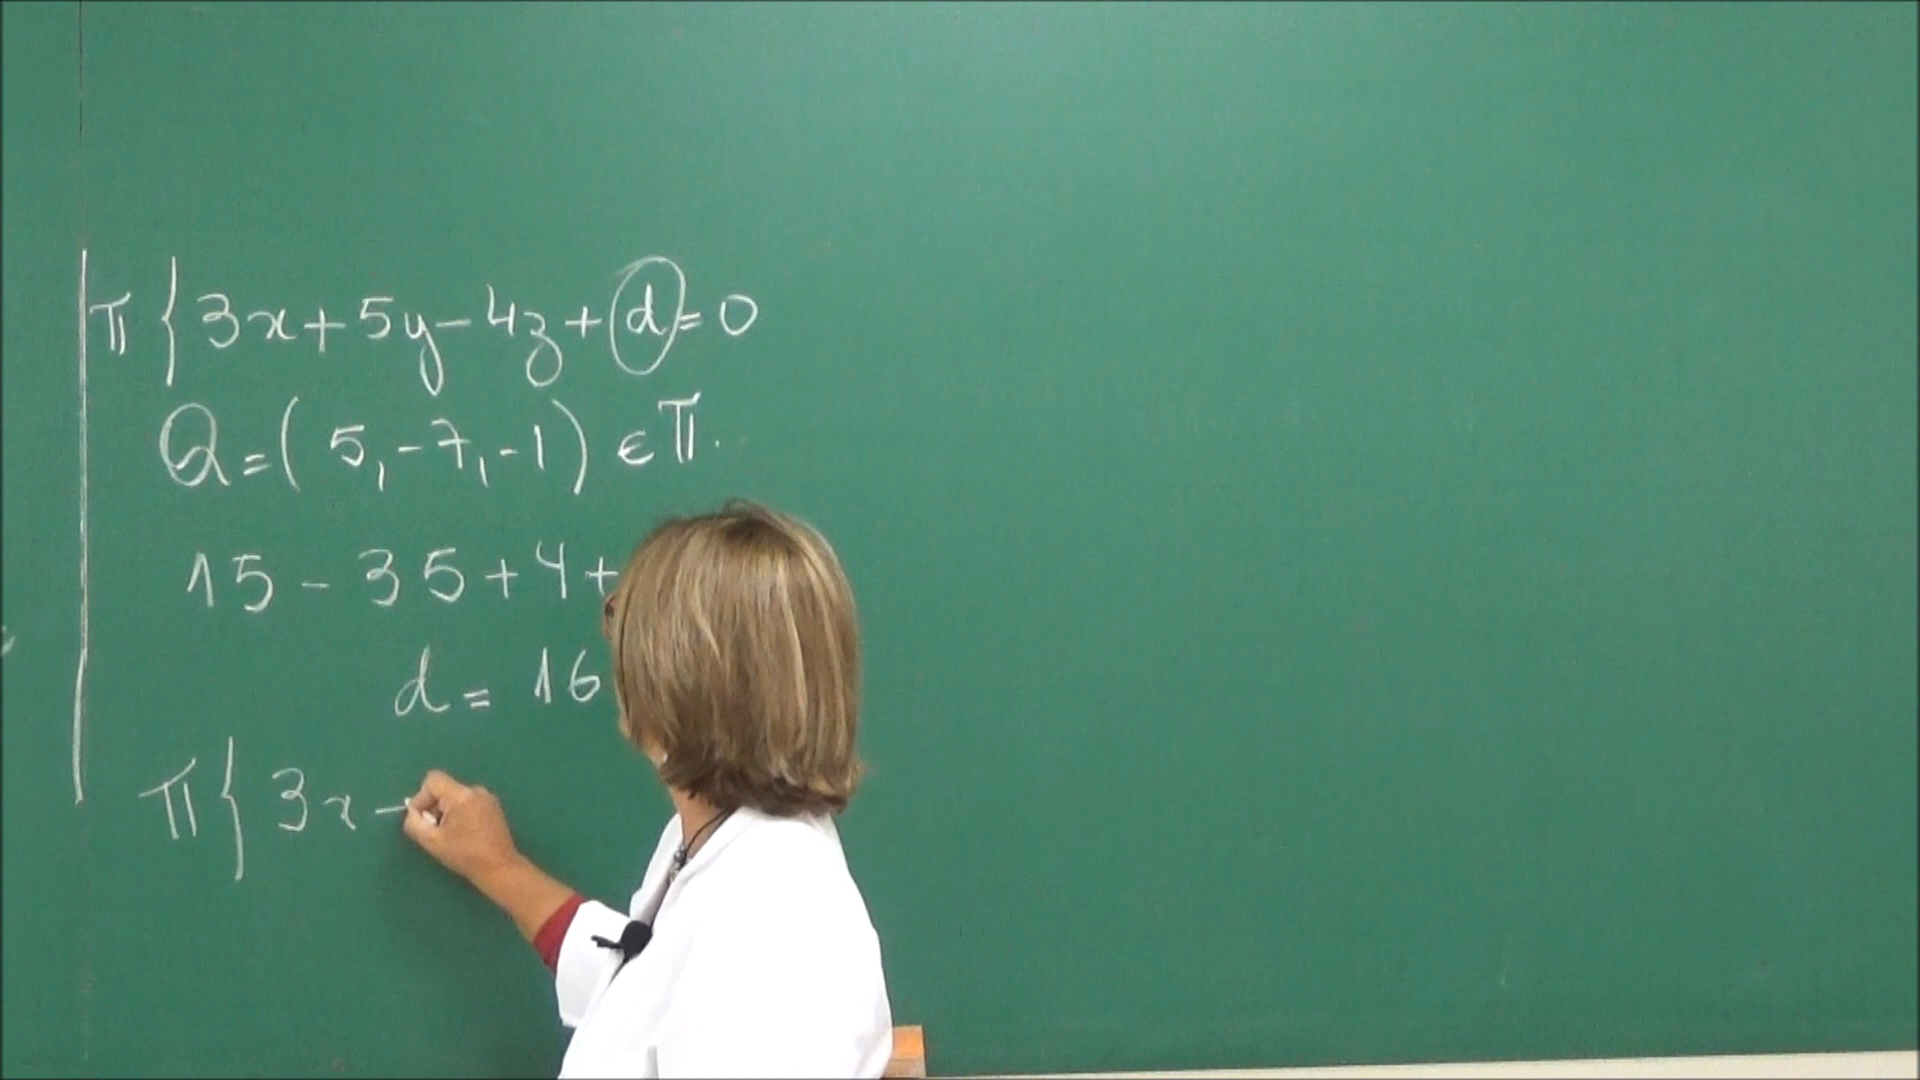 π { 3x + 5y - 4z + d = 0
Q = ( 5, -7, -1 ) ∈ π.
15 - 35 + 4 +
d = 16
π { 3x +